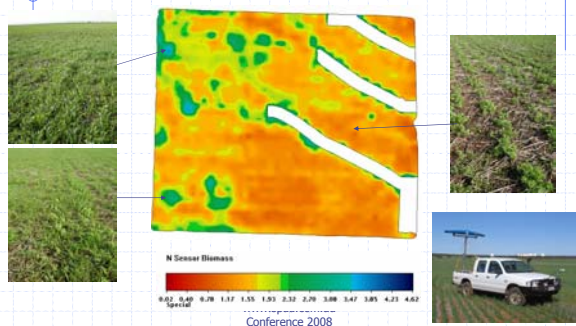 N Sensor Biomass
0.02 0.40 0.78 1.17 1.55 1.93 2.32 2.70 3.08 3.47 3.85 4.23 4.62
Special
Conference 2008